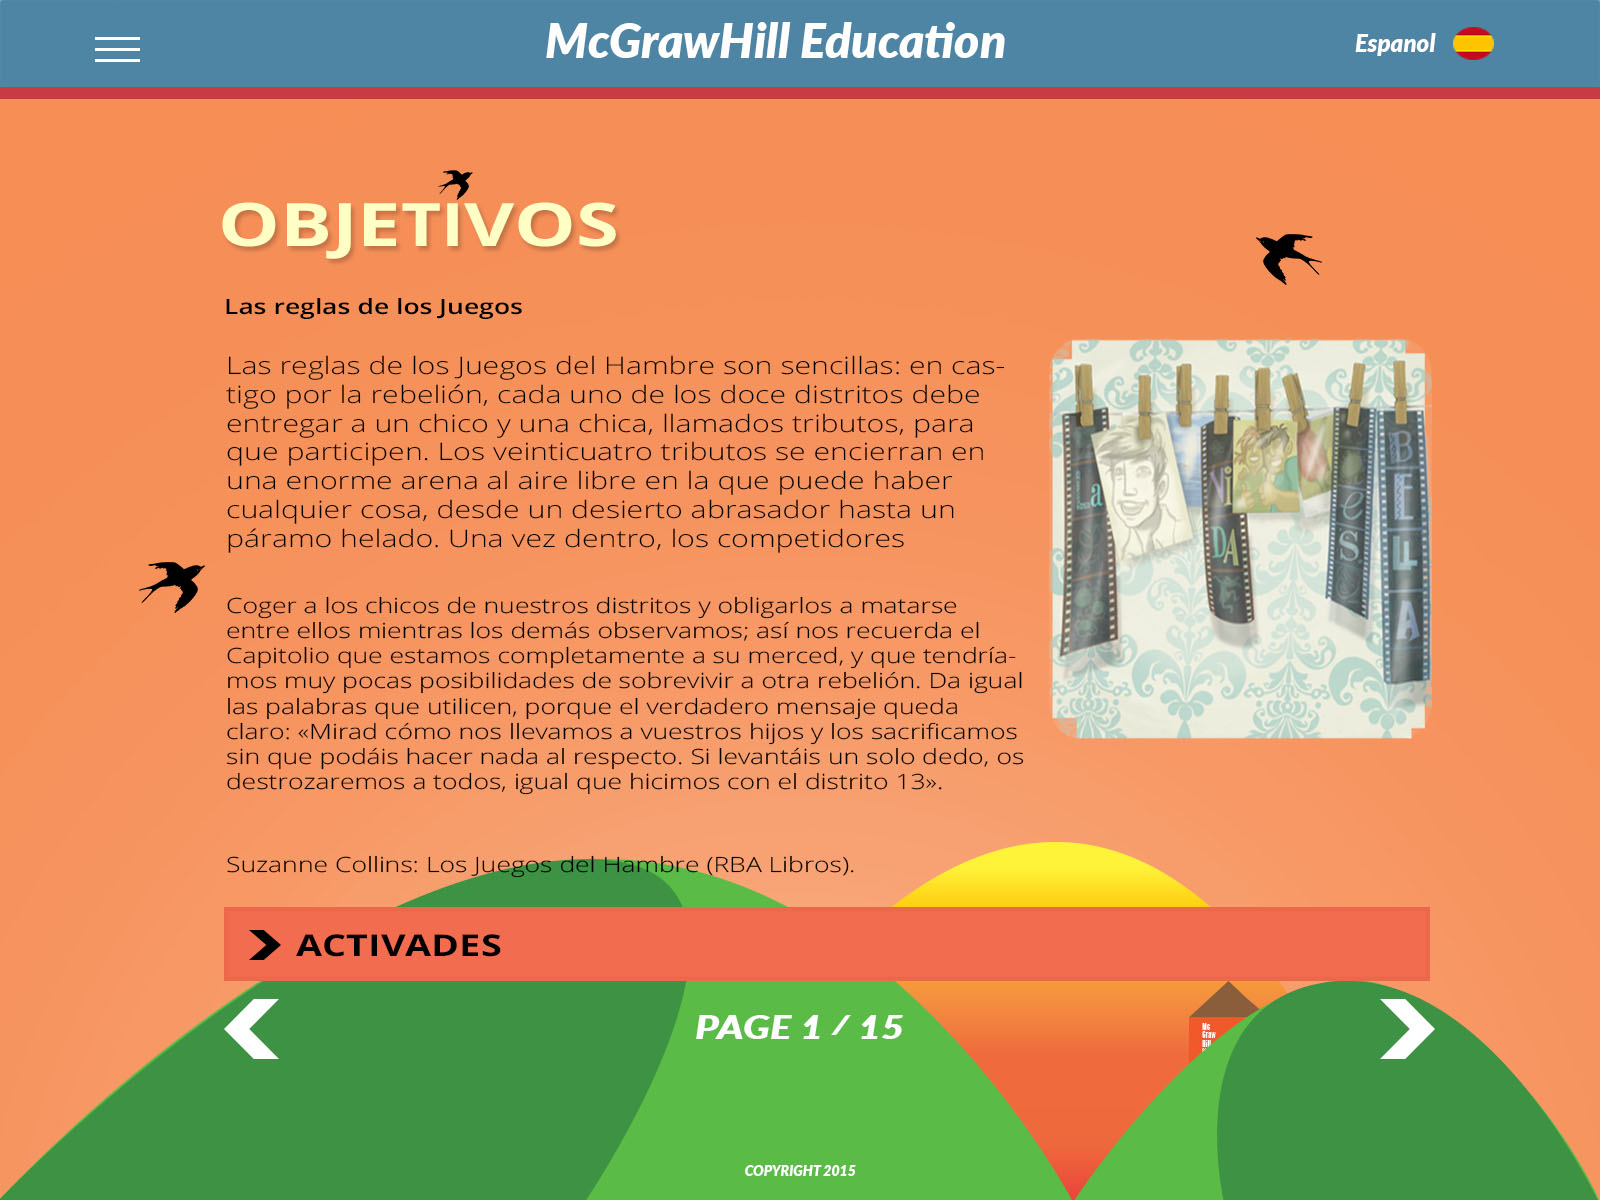 McGrawHill Education
Espanol
OBJETIVOS
Las reglas de los Juegos
Las reglas de los Juegos del Hambre son sencillas: en cas-
tigo por la rebelión, cada uno de los doce distritos debe
entregar a un chico y una chica, llamados tributos, para
que participen. Los veinticuatro tributos se encierran en
una enorme arena al aire libre en la que puede haber
cualquier cosa, desde un desierto abrasador hasta un
páramo helado. Una vez dentro, los competidores
Coger a los chicos de nuestros distritos y obligarlos a matarse
entre ellos mientras los demás observamos; así nos recuerda el
Capitolio que estamos completamente a su merced, y que tendría-
mos muy pocas posibilidades de sobrevivir a otra rebelión. Da igual
las palabras que utilicen, porque el verdadero mensaje queda
claro: «Mirad cómo nos llevamos a vuestros hijos y los sacrificamos
sin que podáis hacer nada al respecto. Si levantáis un solo dedo, os
destrozaremos a todos, igual que hicimos con el distrito 13».
Suzanne Collins: Los Juegos del Hambre (RBA Libros).
La
ViDA
es
BELLA
ACTIVADES
PAGE 1 / 15
Mc
Graw
Hill
COPYRIGHT 2015